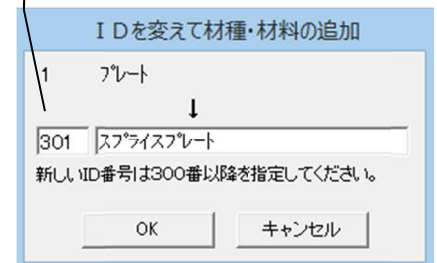 ＩＤを変えて材種・材料の追加
1 ﾌﾟﾚｰﾄ
↓
301 ｽﾌﾟﾗｲｽﾌﾟﾚｰﾄ
新しいID番号は300番以降を指定してください。
OK キャンセル